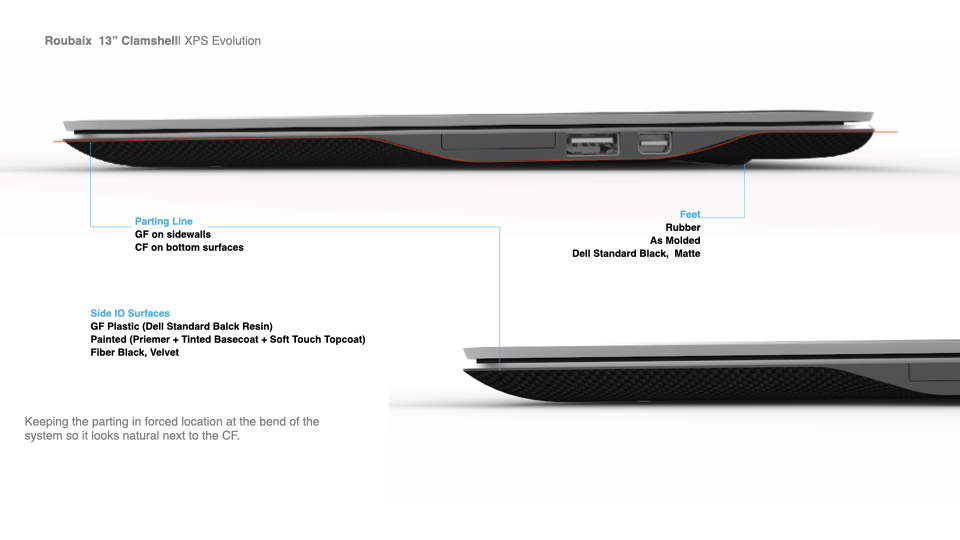 Roubaix  13” Clamshell| XPS Evolution
Parting Line
GF on sidewalls
CF on bottom surfaces
Feet
Rubber
As Molded
Dell Standard Black,  Matte
Side IO Surfaces
GF Plastic (Dell Standard Balck Resin)
Painted (Priemer + Tinted Basecoat + Soft Touch Topcoat)
Fiber Black, Velvet
Keeping the parting in forced location at the bend of the
system so it looks natural next to the CF.